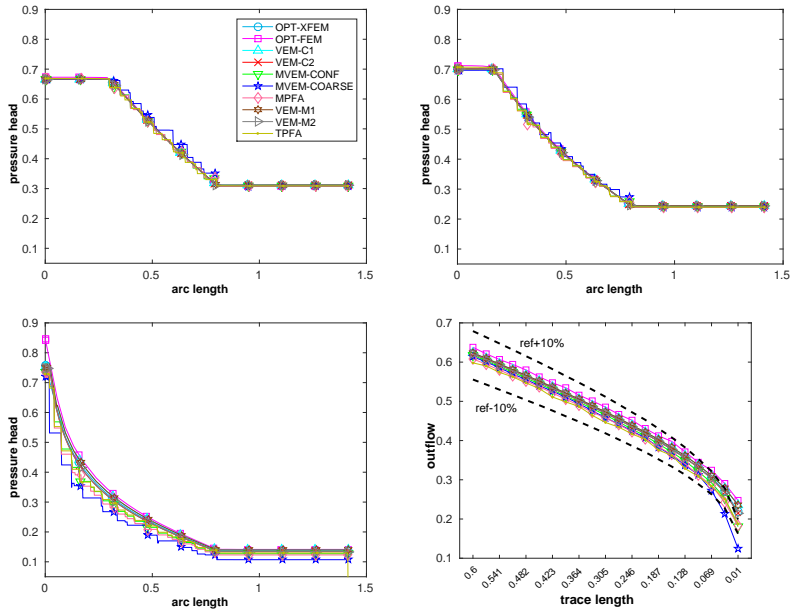 0.9
0.8
0.7
0.6
0.5
0.4
0.3
0.2
0.1
pressure head
0
0.5
1
1.5
arc length
OPT-XFEM
OPT-FEM
VEM-C1
VEM-C2
MVEM-CONF
MVEM-COARSE
MPFA
VEM-M1
VEM-M2
TPFA
0.9
0.8
0.7
0.6
0.5
0.4
0.3
0.2
0.1
pressure head
0
0.5
1
1.5
arc length
0.9
0.8
0.7
0.6
0.5
0.4
0.3
0.2
0.1
pressure head
0
0.5
1
1.5
arc length
0.7
0.6
0.5
0.4
0.3
0.2
0.1
outflow
ref+10%
ref-10%
0.6
0.541
0.482
0.423
0.364
0.305
0.246
0.187
0.128
0.069
0.01
trace length